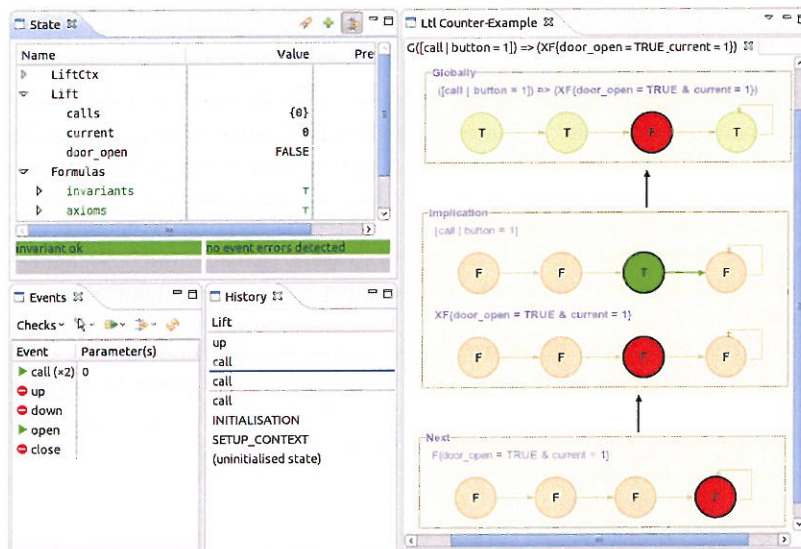 State
Name Value Pre
LiftCtx
Lift
calls {0}
current 0
door_open FALSE
Formulas
invariants T
axioms T
invariant ok no event errors detected
Events
Checks
Event Parameter(s)
call (×2) 0
up
down
open
close
History
Lift
up
call
call
call
INITIALISATION
SETUP_CONTEXT
(uninitialised state)
Ltl Counter-Example
G([call | button = 1]) => (XF{door_open = TRUE current = 1})
Globally
([call | button = 1]) => (XF{door_open = TRUE & current = 1})
T T F T
Implication
[call | button = 1]
F F T F
XF{door_open = TRUE & current = 1}
F F F F
Next
F{door_open = TRUE & current = 1}
F F F F